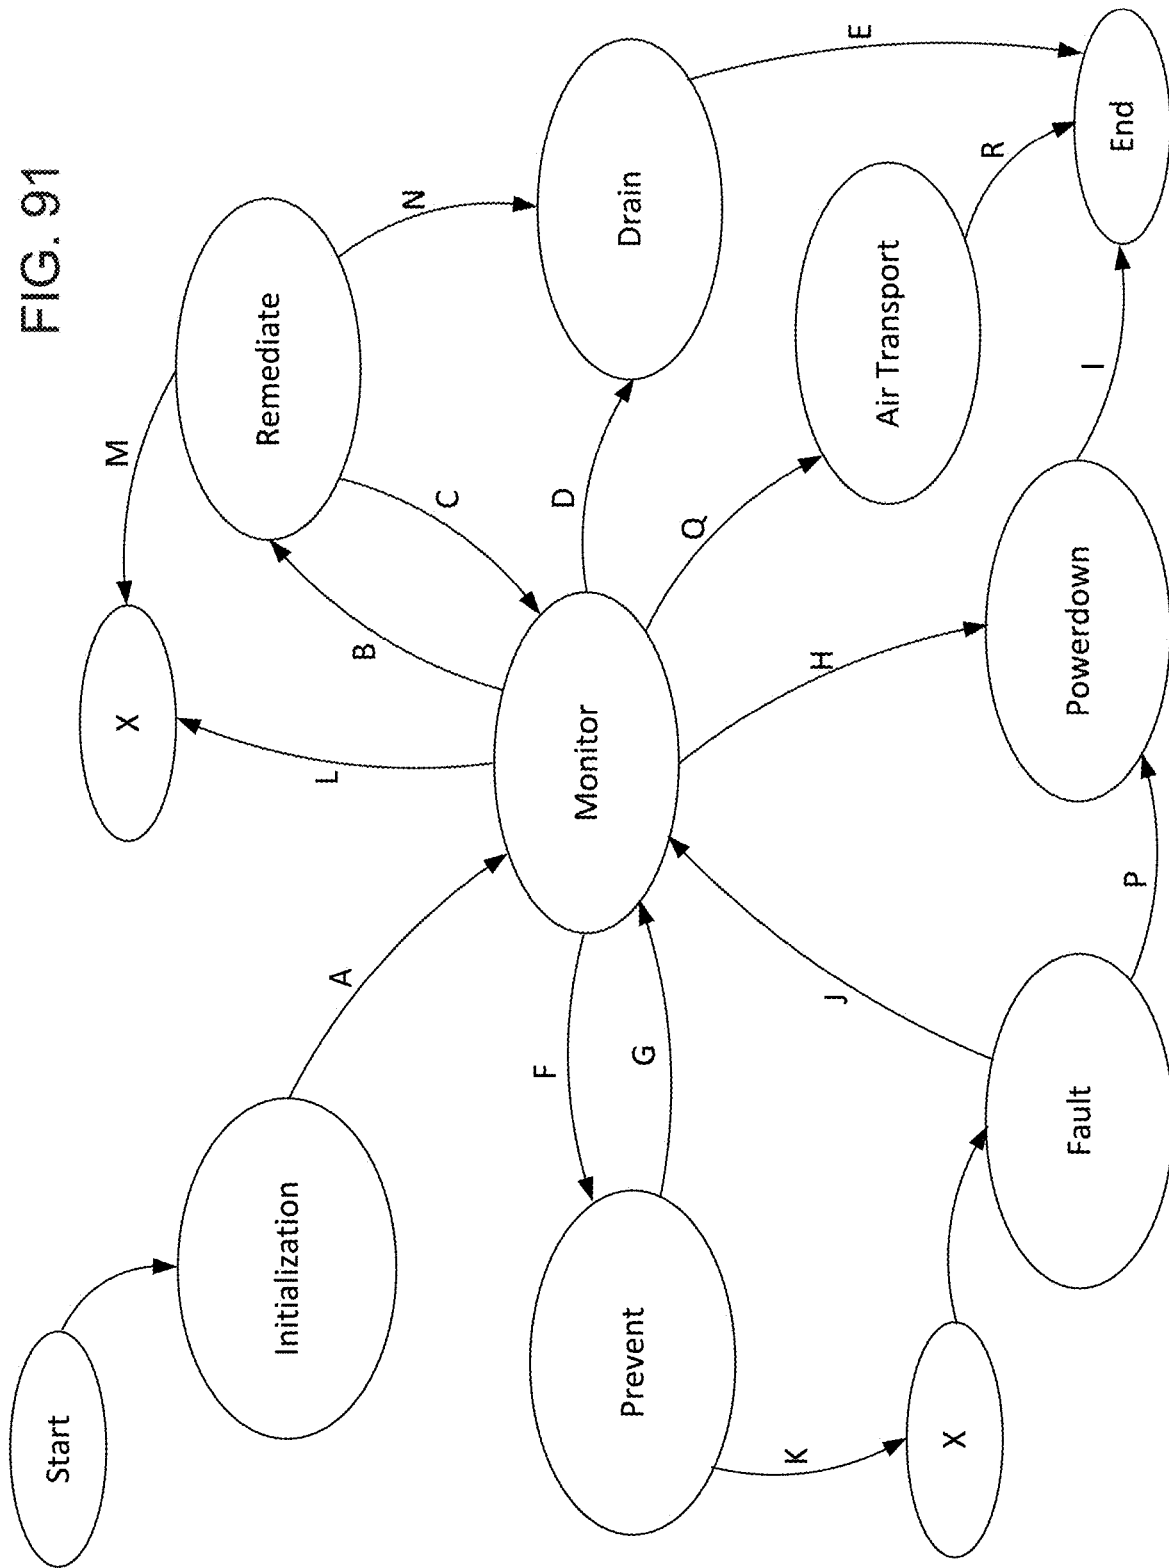 FIG. 91
Start
M
X
Remediate
Initialization
L
A
B
N
C
F
D
Monitor
Drain
Prevent
G
Q
K
H
J
E
Air Transport
X
R
Fault
Powerdown
I
End
P